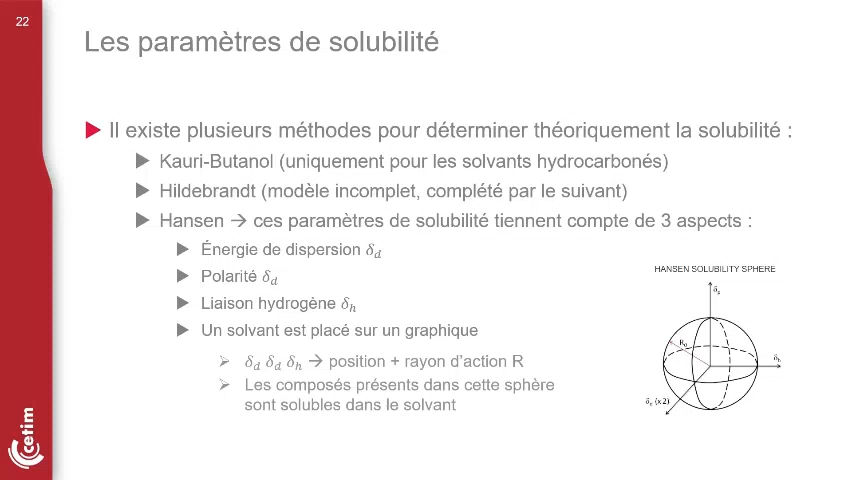 22
Les paramètres de solubilité
Il existe plusieurs méthodes pour déterminer théoriquement la solubilité :
Kauri-Butanol (uniquement pour les solvants hydrocarbonés)
Hildebrandt (modèle incomplet, complété par le suivant)
Hansen → ces paramètres de solubilité tiennent compte de 3 aspects :
Énergie de dispersion δd
Polarité δd
Liaison hydrogène δh
Un solvant est placé sur un graphique
δd δd δh → position + rayon d'action R
Les composés présents dans cette sphère
sont solubles dans le solvant
HANSEN SOLUBILITY SPHERE
R0
δh
(x2)
cetim